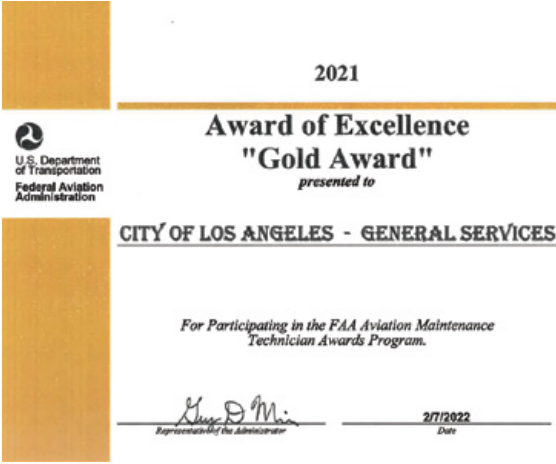 2021
Award of Excellence
"Gold Award"
presented to
U.S. Department
of Transportation
Federal Aviation
Administration
CITY OF LOS ANGELES - GENERAL SERVICES
For Participating in the FAA Aviation Maintenance
Technician Awards Program.
Guy D Min
2/7/2022
Representative of the Administrator
Date